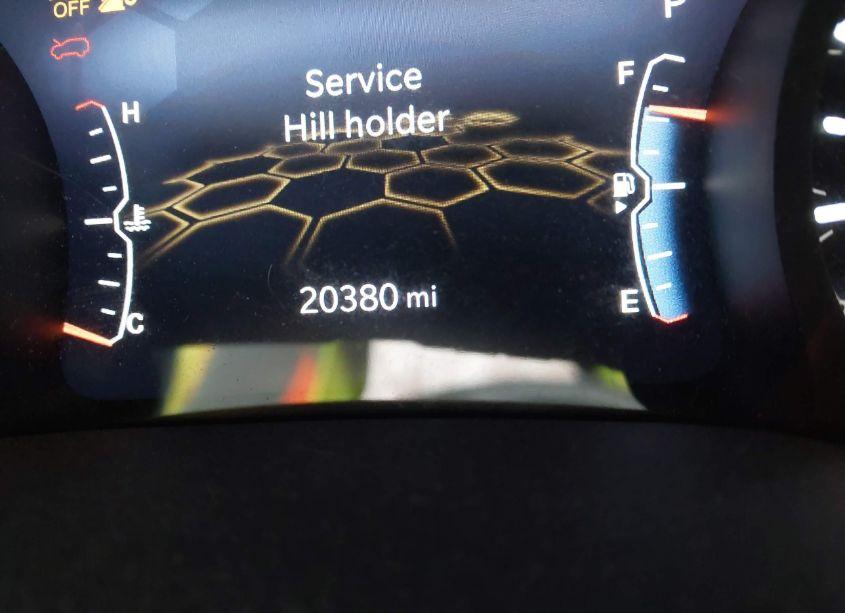 OFF
P
Service
F
H
Hill holder
20380 mi
E
C